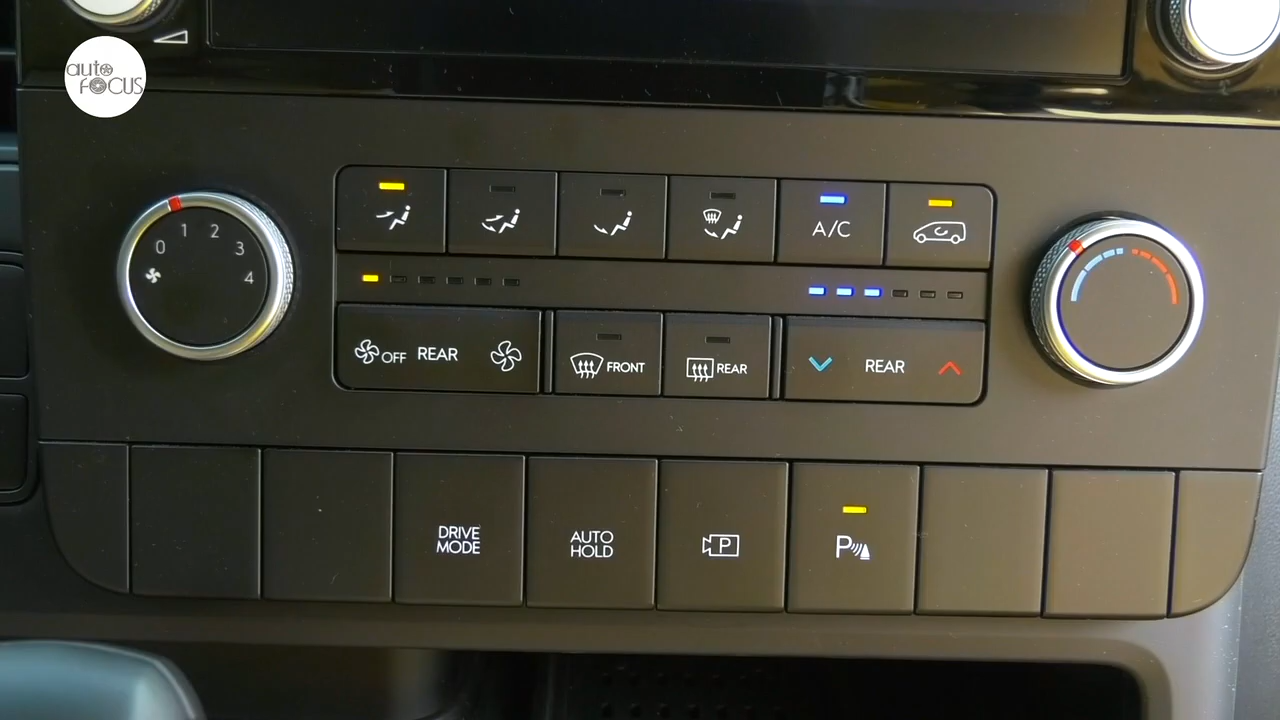 auto
FOCUS
0 1 2 3 4
A/C
OFF REAR
FRONT
REAR
REAR
DRIVE
MODE
AUTO
HOLD
P
P